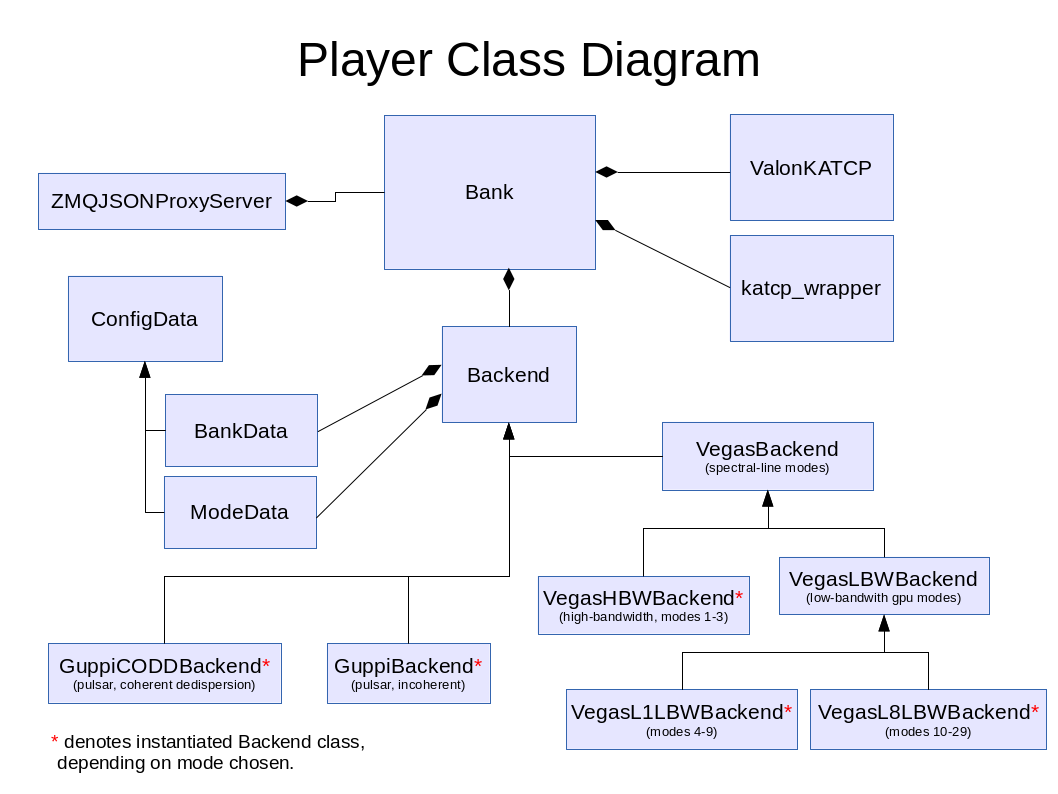 Player Class Diagram
Bank
ValonKATCP
ZMQJSONProxyServer
katcp_wrapper
ConfigData
Backend
BankData
VegasBackend
(spectral-line modes)
ModeData
VegasHBWBackend*
(high-bandwidth, modes 1-3)
VegasLBWBackend
(low-bandwith gpu modes)
GuppiCODDBackend*
(pulsar, coherent dedispersion)
GuppiBackend*
(pulsar, incoherent)
VegasL1LBWBackend*
(modes 4-9)
VegasL8LBWBackend*
(modes 10-29)
* denotes instantiated Backend class,
depending on mode chosen.